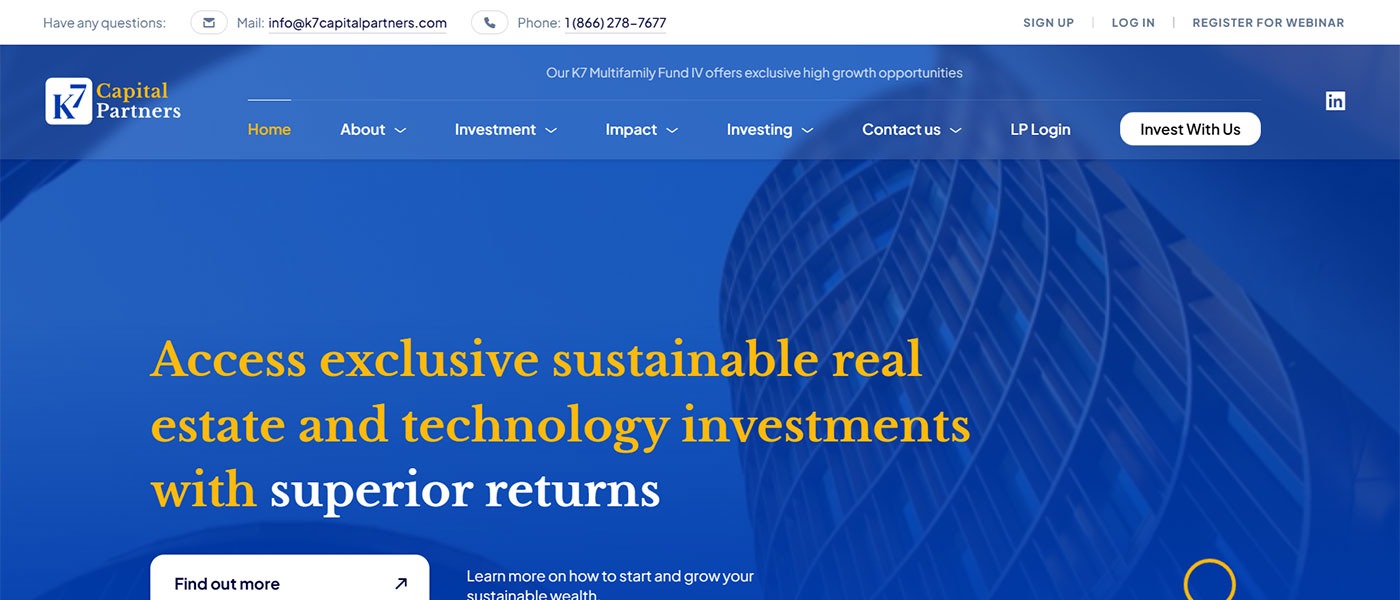 Have any questions: Mail: info@k7capitalpartners.com Phone: 1 (866) 278-7677 SIGN UP | LOG IN | REGISTER FOR WEBINAR
Our K7 Multifamily Fund IV offers exclusive high growth opportunities
K7 Capital
Partners
Home About Investment Impact Investing Contact us LP Login Invest With Us
in
Access exclusive sustainable real
estate and technology investments
with superior returns
Find out more
Learn more on how to start and grow your
sustainable wealth.